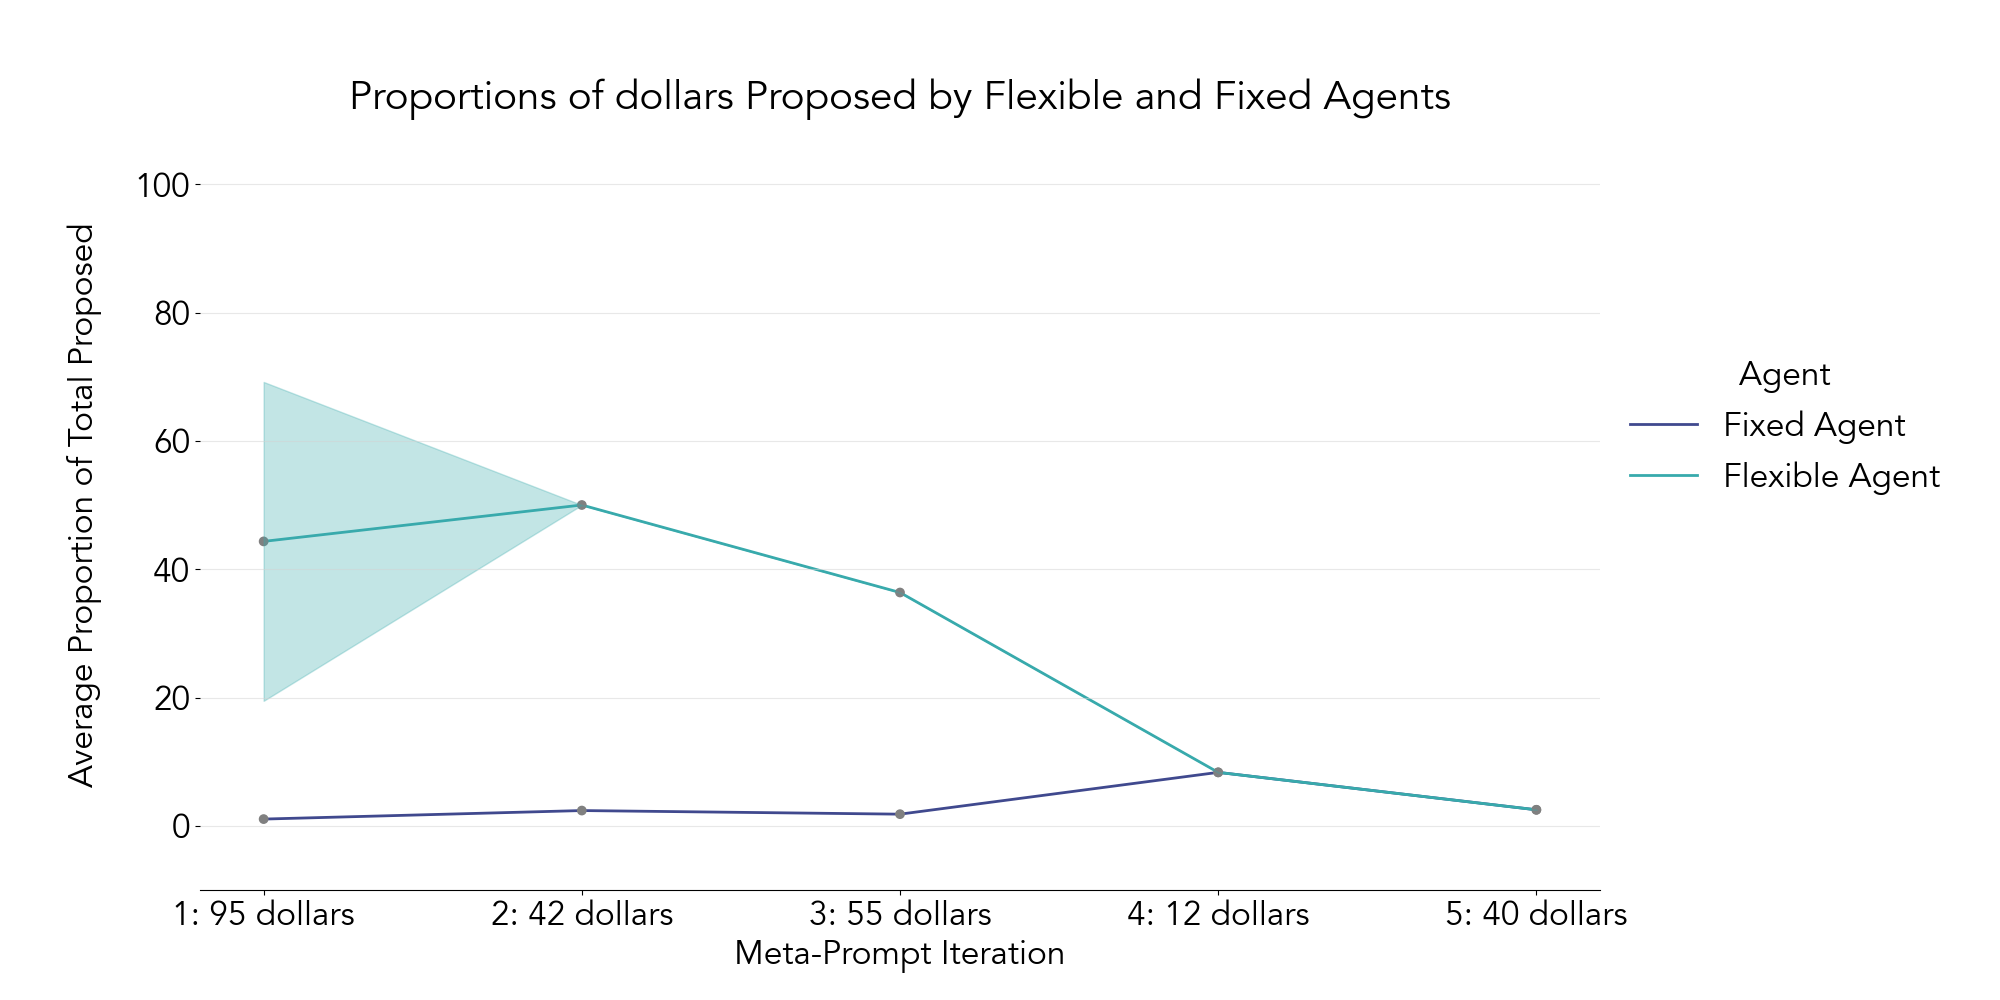 Proportions of dollars Proposed by Flexible and Fixed Agents
Average Proportion of Total Proposed
100
80
60
40
20
0
1: 95 dollars
2: 42 dollars
3: 55 dollars
4: 12 dollars
5: 40 dollars
Meta-Prompt Iteration
Agent
Fixed Agent
Flexible Agent